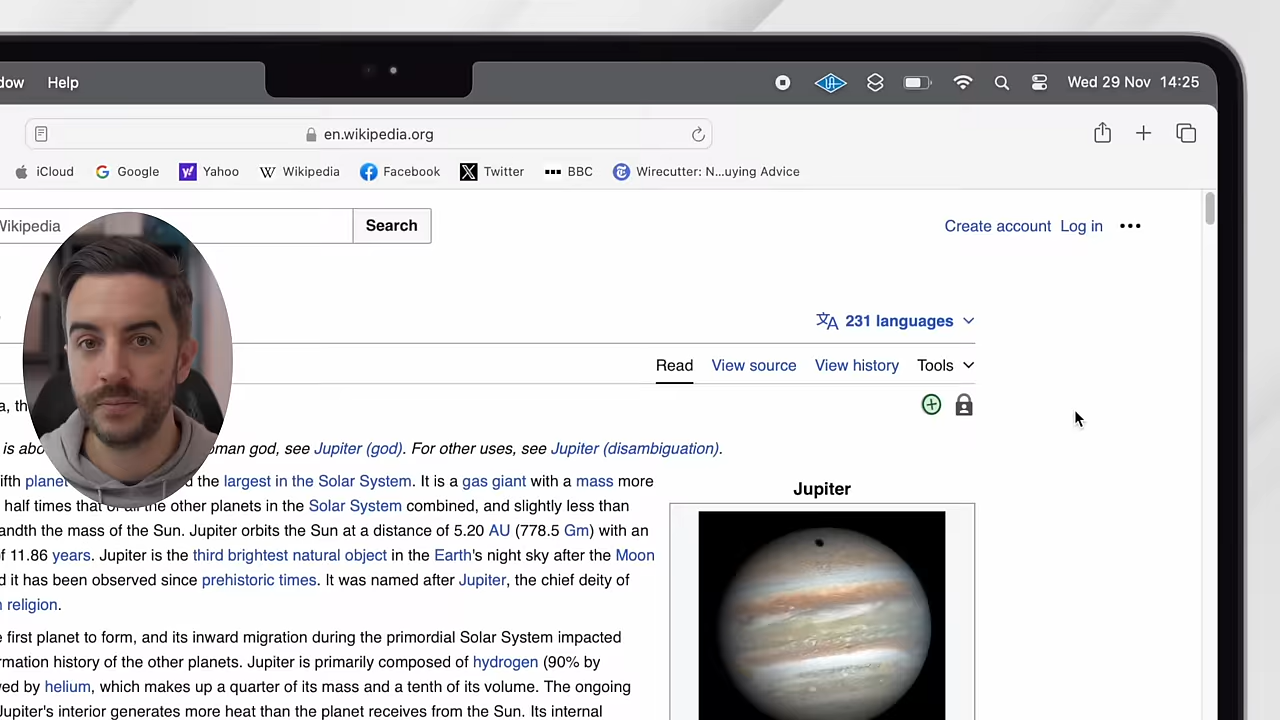 Help
Wed 29 Nov 14:25
en.wikipedia.org
iCloud Google Yahoo Wikipedia Facebook Twitter BBC Wirecutter: N...uying Advice
Wikipedia Search Create account Log in
231 languages
Read View source View history Tools
is abo oman god, see Jupiter (god). For other uses, see Jupiter (disambiguation).
planet the largest in the Solar System. It is a gas giant with a mass more
half times that of all the other planets in the Solar System combined, and slightly less than
the mass of the Sun. Jupiter orbits the Sun at a distance of 5.20 AU (778.5 Gm) with an
11.86 years. Jupiter is the third brightest natural object in the Earth's night sky after the Moon
it has been observed since prehistoric times. It was named after Jupiter, the chief deity of
religion.
first planet to form, and its inward migration during the primordial Solar System impacted
history of the other planets. Jupiter is primarily composed of hydrogen (90% by
by helium, which makes up a quarter of its mass and a tenth of its volume. The ongoing
Jupiter's interior generates more heat than the planet receives from the Sun. Its internal
Jupiter